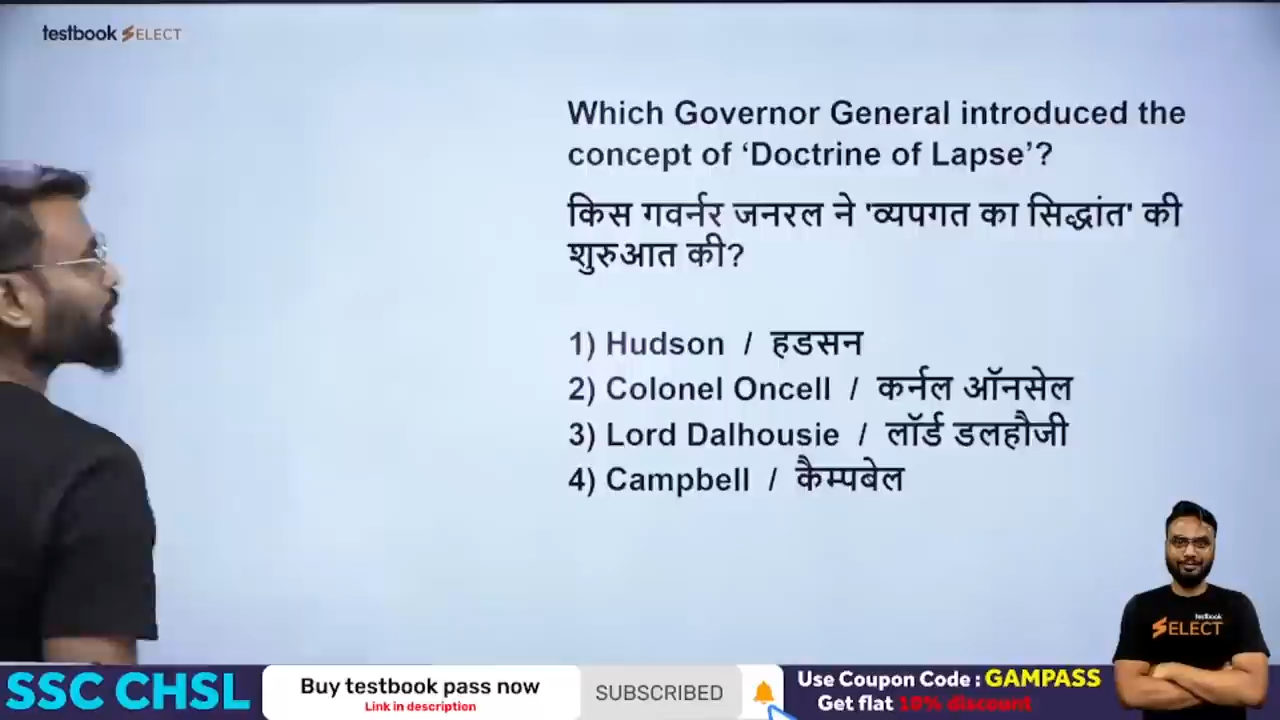 testbook SELECT
Which Governor General introduced the
concept of ‘Doctrine of Lapse’?
किस गवर्नर जनरल ने 'व्यपगत का सिद्धांत' की
शुरुआत की?
1) Hudson / हडसन
2) Colonel Oncell / कर्नल ऑनसेल
3) Lord Dalhousie / लॉर्ड डलहौजी
4) Campbell / कैम्पबेल
testbook
SELECT
SSC CHSL
Buy testbook pass now
Link in description
SUBSCRIBED
Use Coupon Code : GAMPASS
Get flat 10% discount